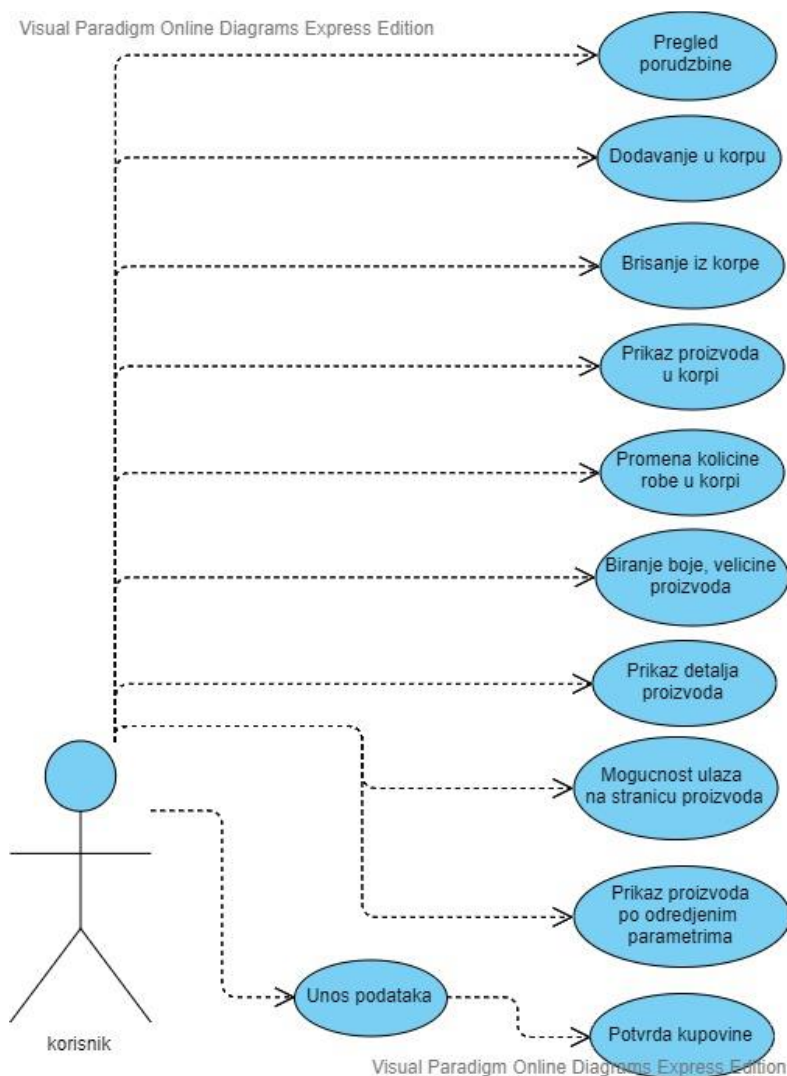 Visual Paradigm Online Diagrams Express Edition
Pregled
porudzbine
Dodavanje u korpu
Brisanje iz korpe
Prikaz proizvoda
u korpi
Promena kolicine
robe u korpi
Biranje boje, velicine
proizvoda
Prikaz detalja
proizvoda
Mogucnost ulaza
na stranicu proizvoda
Prikaz proizvoda
po odredjenim
parametrima
Unos podataka
Potvrda kupovine
korisnik
Visual Paradigm Online Diagrams Express Edition